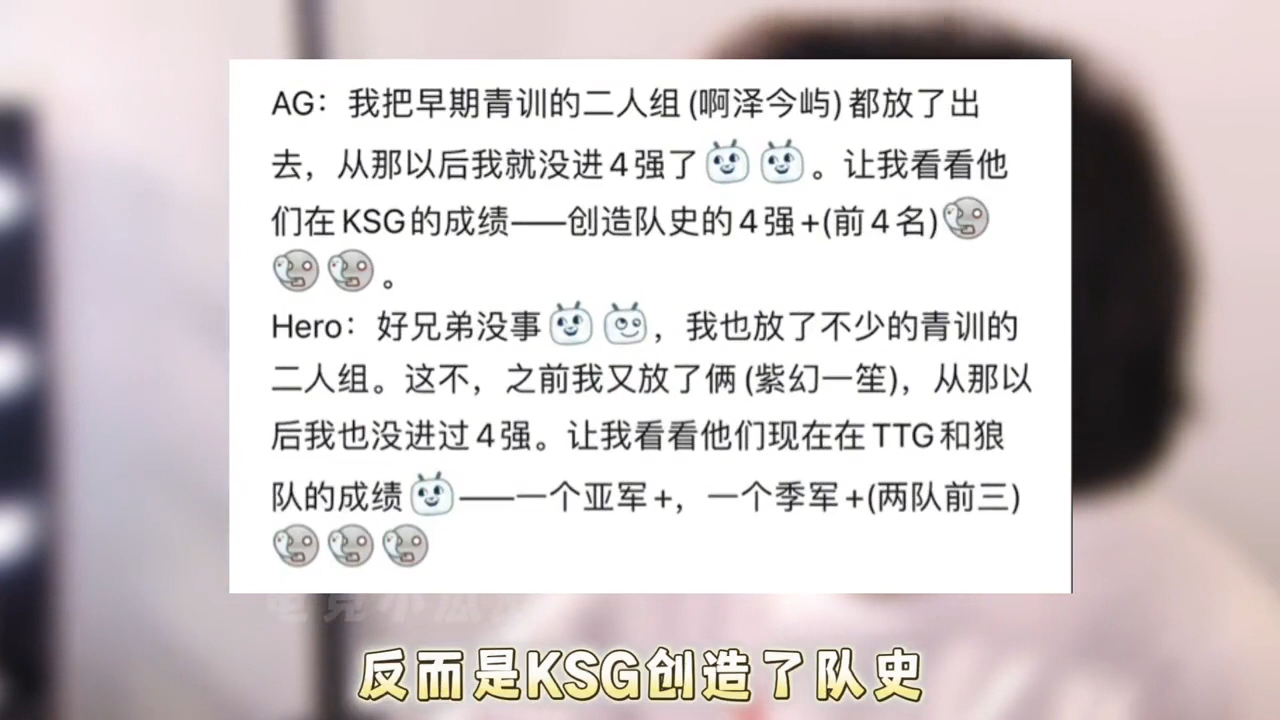 AG：我把早期青训的二人组(啊泽今屿)都放了出
去，从那以后我就没进4强了。让我看看他
们在KSG的成绩——创造队史的4强+(前4名)
。
Hero：好兄弟没事，我也放了不少的青训的
二人组。这不，之前我又放了俩(紫幻一笙)，从那以
后我也没进过4强。让我看看他们现在在TTG和狼
队的成绩——一个亚军+，一个季军+(两队前三)
反而是KSG创造了队史